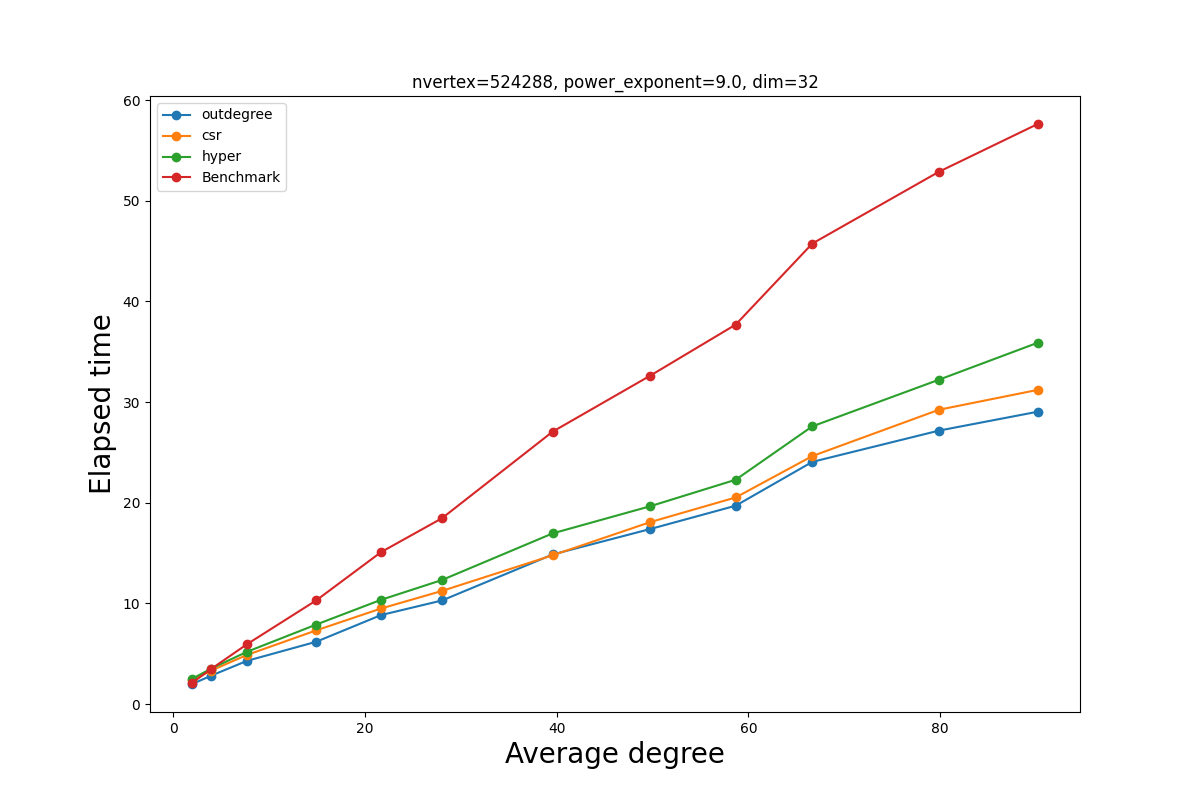 nvertex=524288, power_exponent=9.0, dim=32
outdegree
csr
hyper
Benchmark
60
50
40
30
20
10
0
Elapsed time
0 20 40 60 80
Average degree